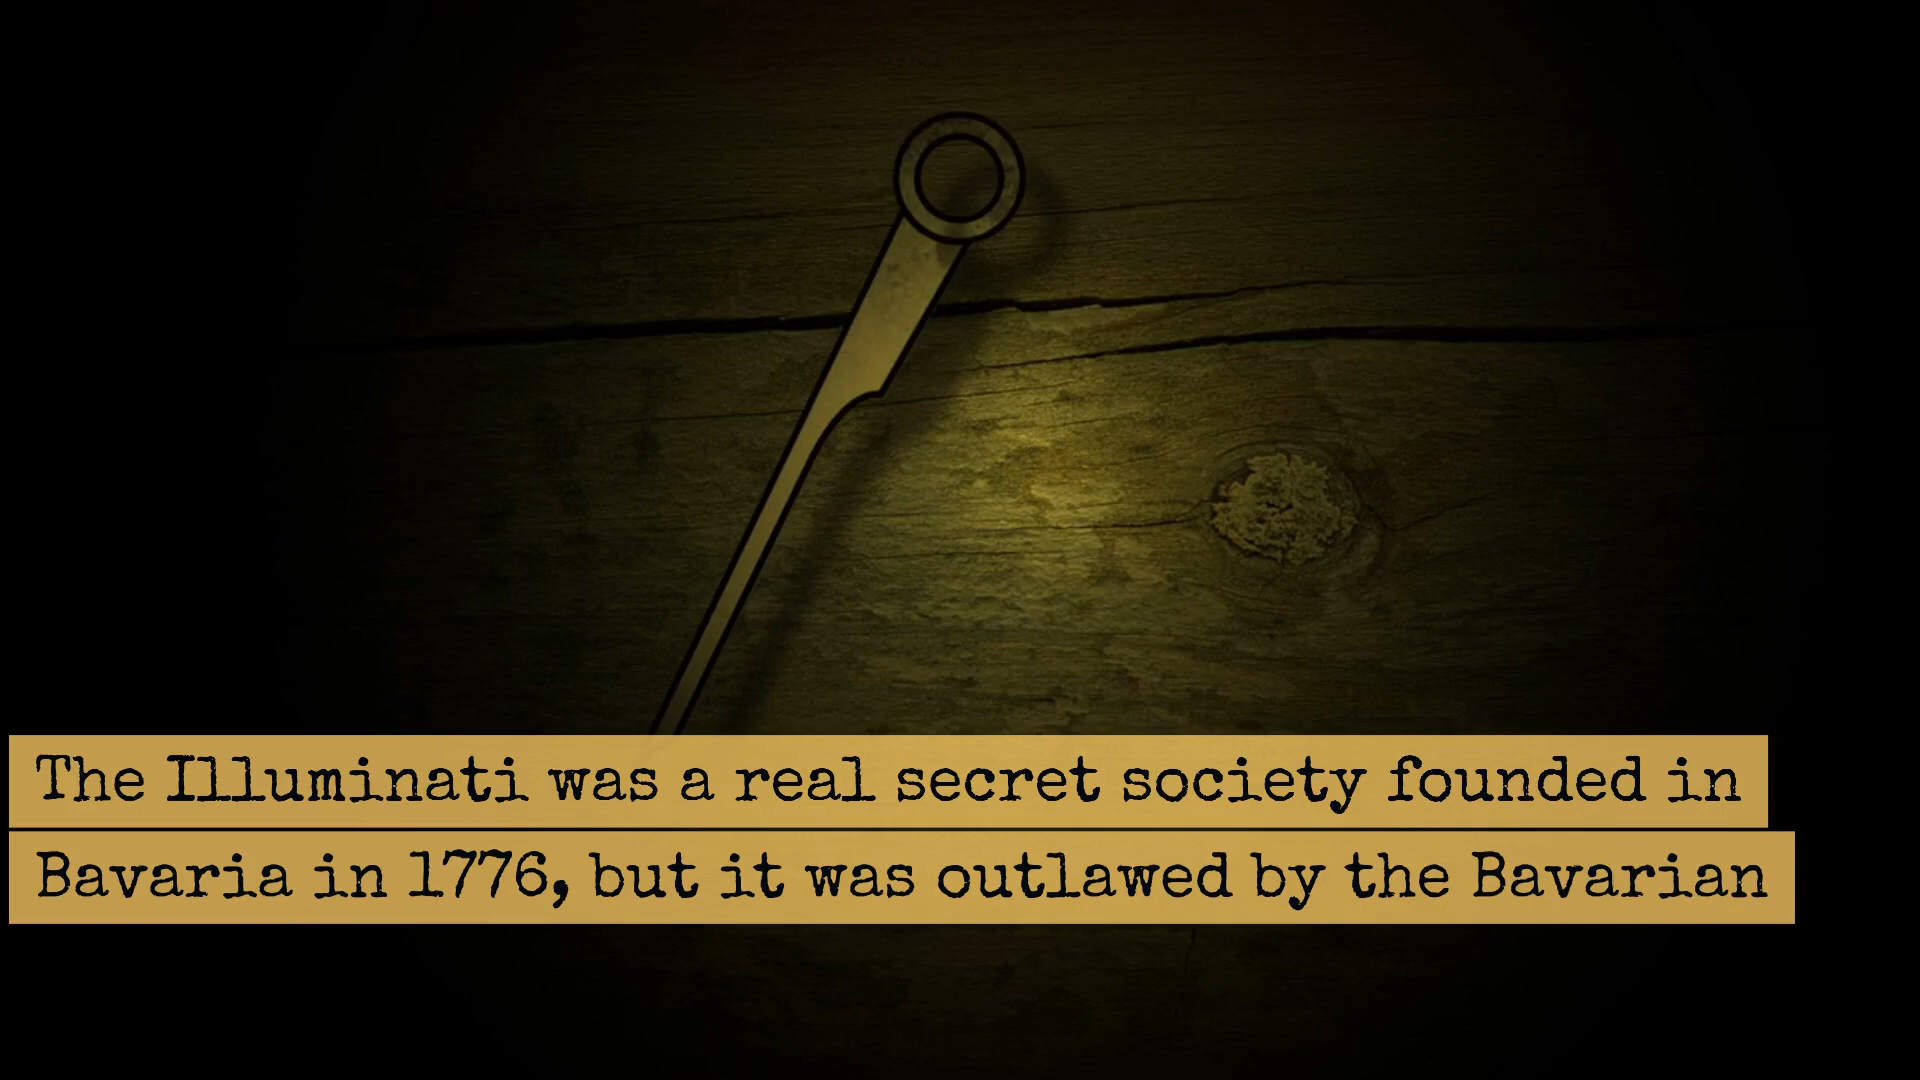 The Illuminati was a real secret society founded in
Bavaria in 1776, but it was outlawed by the Bavarian